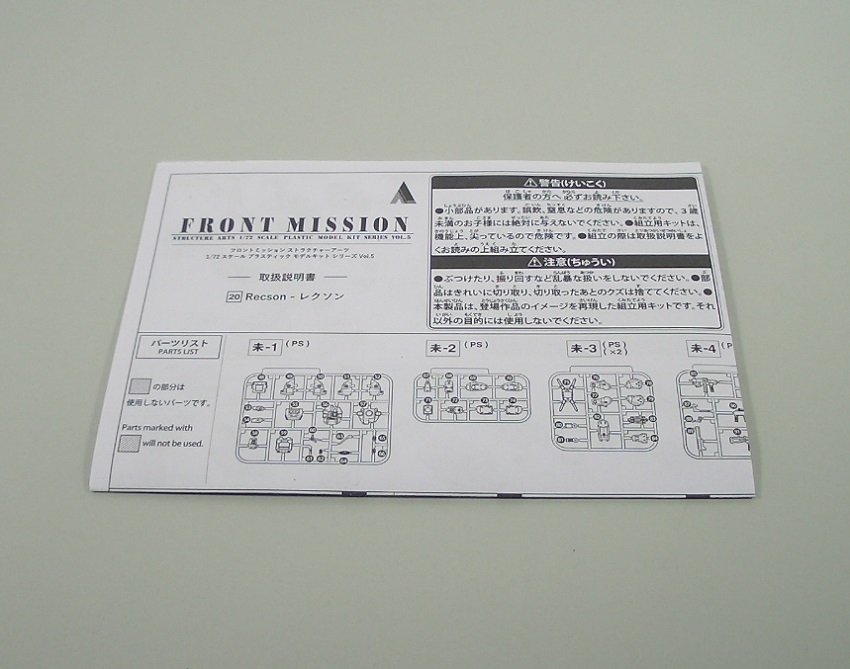 FRONT MISSION
STRUCTURE ARTS 1/72 SCALE PLASTIC MODEL KIT SERIES VOL.5
フロントミッション ストラクチャーアーツ
1/72 スケール プラスティック モデルキット シリーズ Vol.5
取扱説明書
20 Recson - レクソン
⚠警告(けいこく)
保護者の方へ 必ずお読み下さい。
●小部品があります。誤飲、窒息などの危険がありますので、3歳
未満のお子様には絶対に与えないでください。●組立用キットは、
機能上、尖っているので危険です。●組立の際は取扱説明書をよ
くお読みの上組み立てください。
⚠注意(ちゅうい)
●ぶつけたり、振り回すなど乱暴な扱いをしないでください。●部
品はきれいに切り取り、切り取ったあとのクズは捨ててください。●
本製品は、登場作品のイメージを再現した組立用キットです。それ
以外の目的には使用しないでください。
パーツリスト
PARTS LIST
の部分は
使用しないパーツです。
Parts marked with
will not be used.
未-1 (PS)
未-2 (PS)
未-3 (PS)
(×2)
未-4 (P